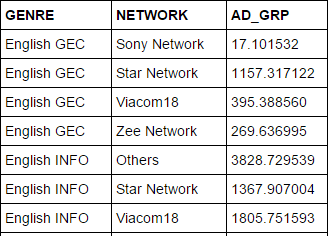 GENRE NETWORK AD_GRP
English GEC Sony Network 17.101532
English GEC Star Network 1157.317122
English GEC Viacom18 395.388560
English GEC Zee Network 269.636995
English INFO Others 3828.729539
English INFO Star Network 1367.907004
English INFO Viacom18 1805.751593